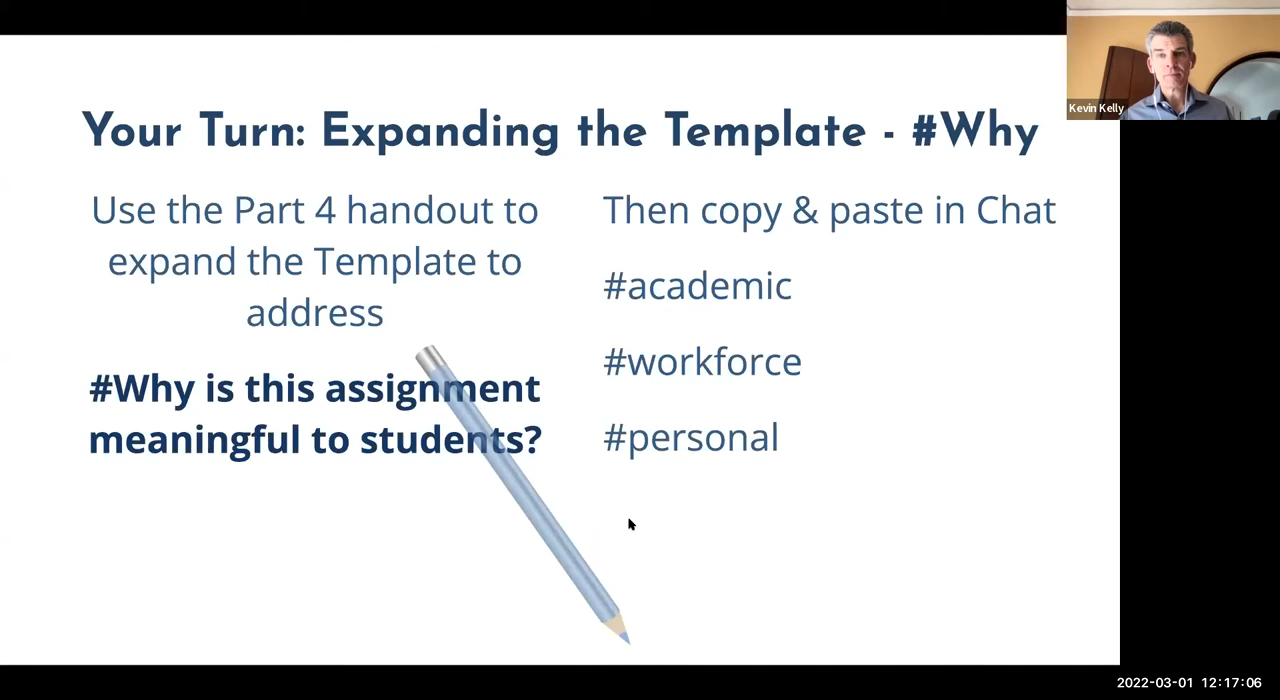 Your Turn: Expanding the Template - #Why
Use the Part 4 handout to
expand the Template to
address
#Why is this assignment
meaningful to students?
Then copy & paste in Chat
#academic
#workforce
#personal
Kevin Kelly
2022-03-01 12:17:06